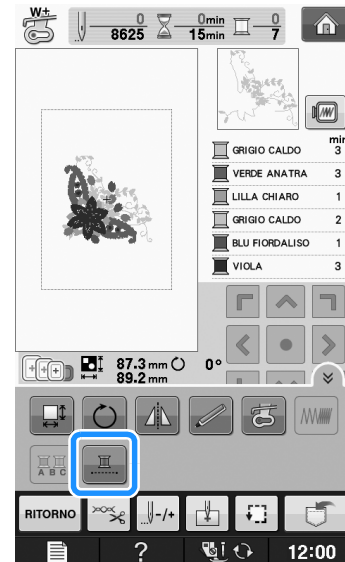 W+
0 0min 0
8625 15min 7
min
GRIGIO CALDO 3
VERDE ANATRA 3
LILLA CHIARO 1
GRIGIO CALDO 2
BLU FIORDALISO 1
VIOLA 3
87.3 mm 0°
89.2 mm
A B C
RITORNO -/+
? 12:00